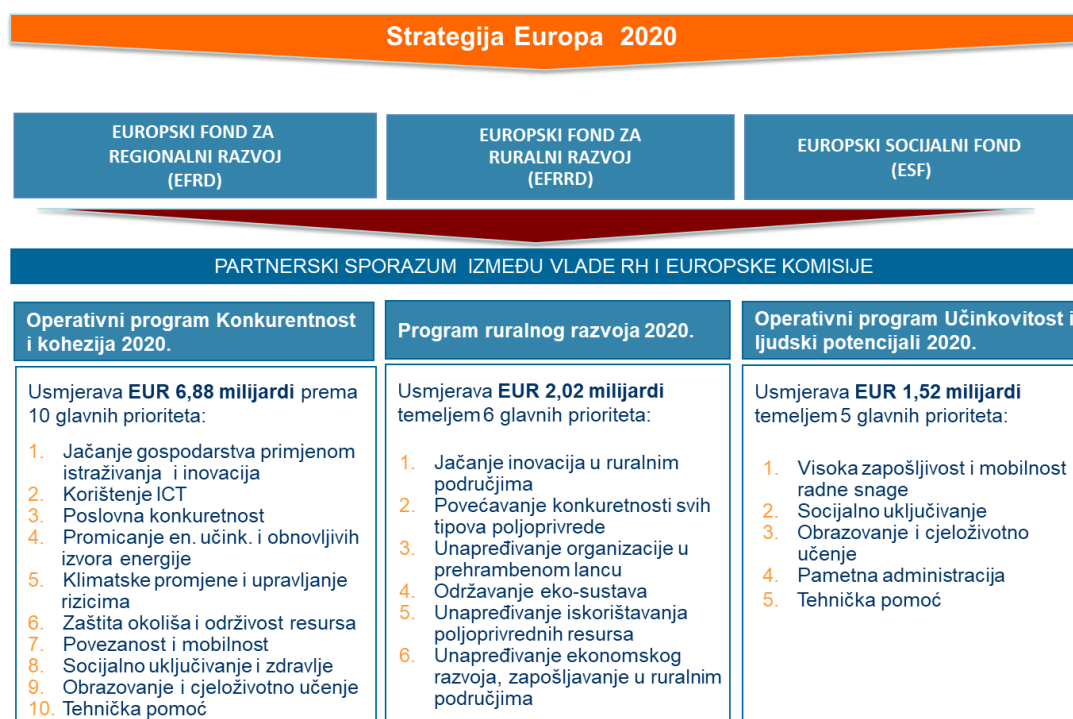 Strategija Europa 2020
EUROPSKI FOND ZA
REGIONALNI RAZVOJ
(EFRD)
EUROPSKI FOND ZA
RURALNI RAZVOJ
(EFRRD)
EUROPSKI SOCIJALNI FOND
(ESF)
PARTNERSKI SPORAZUM IZMEĐU VLADE RH I EUROPSKE KOMISIJE
Operativni program Konkurentnost
i kohezija 2020.
Usmjerava EUR 6,88 milijardi prema
10 glavnih prioriteta:
1. Jačanje gospodarstva primjenom
istraživanja i inovacija
2. Korištenje ICT
3. Poslovna konkuretnost
4. Promicanje en. učink. i obnovljivih
izvora energije
5. Klimatske promjene i upravljanje
rizicima
6. Zaštita okoliša i održivost resursa
7. Povezanost i mobilnost
8. Socijalno uključivanje i zdravlje
9. Obrazovanje i cjeloživotno učenje
10. Tehnička pomoć
Program ruralnog razvoja 2020.
Usmjerava EUR 2,02 milijardi
temeljem 6 glavnih prioriteta:
1. Jačanje inovacija u ruralnim
područjima
2. Povećavanje konkuretnosti svih
tipova poljoprivrede
3. Unapređivanje organizacije u
prehrambenom lancu
4. Održavanje eko-sustava
5. Unapređivanje iskorištavanja
poljoprivrednih resursa
6. Unapređivanje ekonomskog
razvoja, zapošljavanje u ruralnim
područjima
Operativni program Učinkovitost i
ljudski potencijali 2020.
Usmjerava EUR 1,52 milijardi
temeljem 5 glavnih prioriteta:
1. Visoka zapošljivost i mobilnost
radne snage
2. Socijalno uključivanje
3. Obrazovanje i cjeloživotno
učenje
4. Pametna administracija
5. Tehnička pomoć